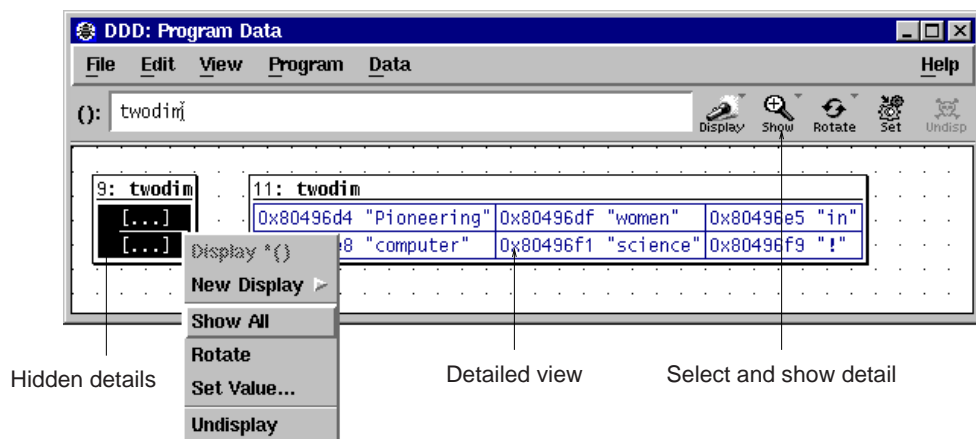 DDD: Program Data
File Edit View Program Data Help
(): twodim
Display Show Rotate Set Undisp
9: twodim
[...]
[...]
11: twodim
0x80496d4 "Pioneering" 0x80496df "women" 0x80496e5 "in"
e8 "computer" 0x80496f1 "science" 0x80496f9 "!"
Display *()
New Display
Show All
Rotate
Set Value...
Undisplay
Hidden details
Detailed view
Select and show detail